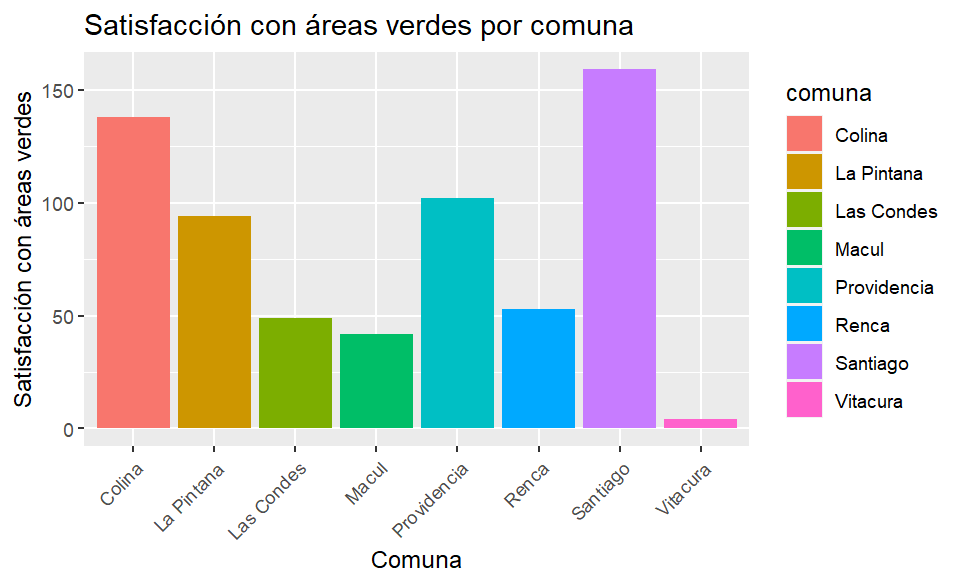 Satisfacción con áreas verdes por comuna
Satisfacción con áreas verdes
150
100
50
0
Colina
La Pintana
Las Condes
Macul
Providencia
Renca
Santiago
Vitacura
Comuna
comuna
Colina
La Pintana
Las Condes
Macul
Providencia
Renca
Santiago
Vitacura